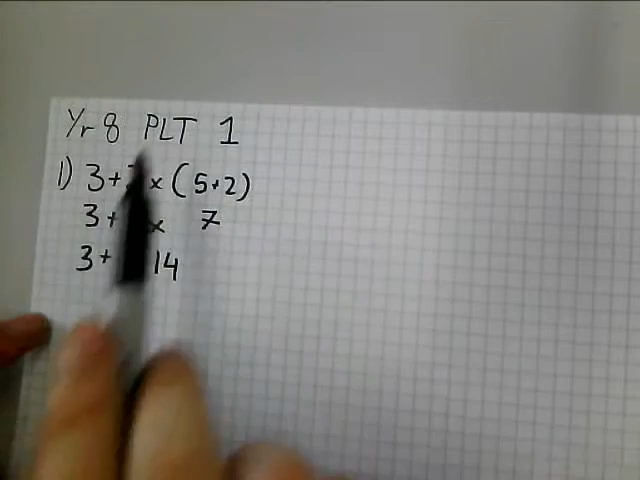 Yr 8 PLT 1
1) 3+ x (5+2)
3+ x 7
3+ 14